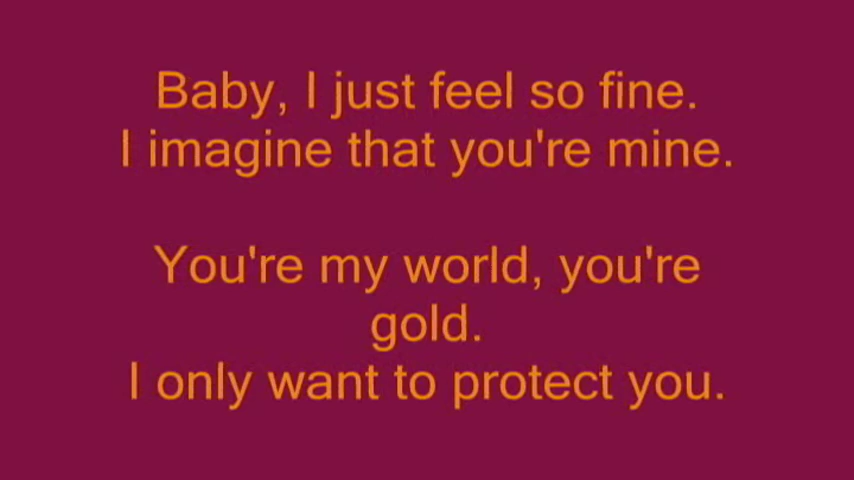 Baby, I just feel so fine.
I imagine that you're mine.
You're my world, you're
gold.
I only want to protect you.